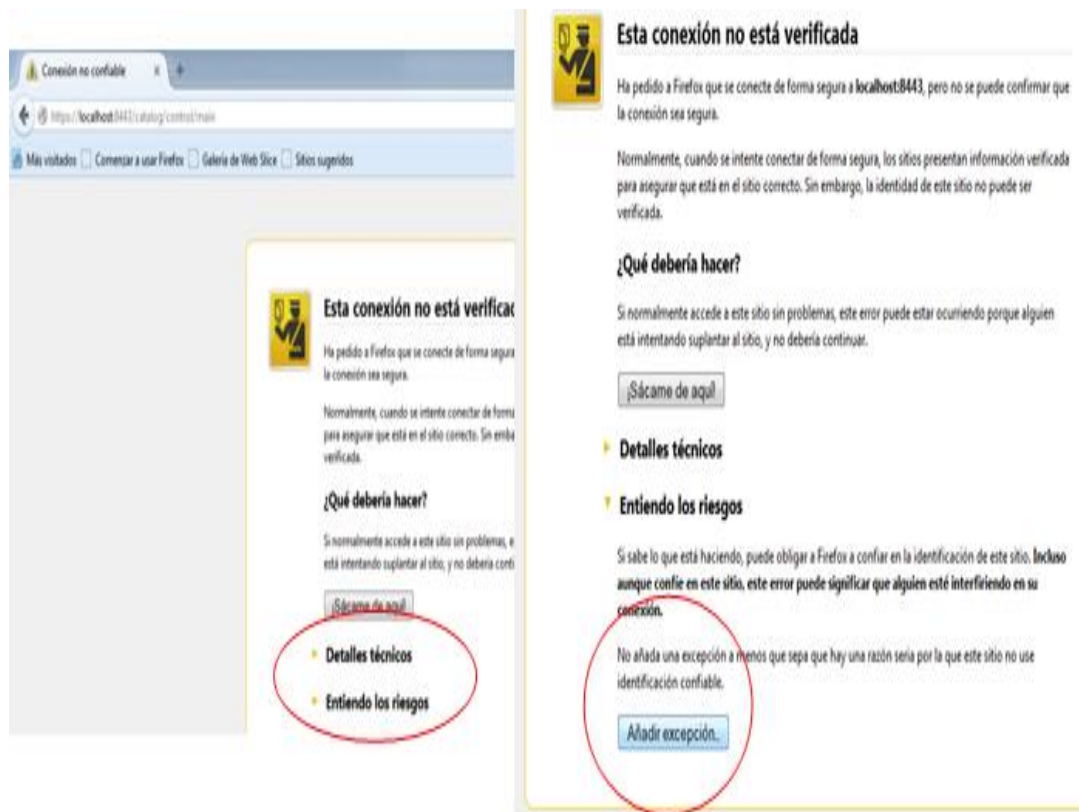 Conexión no confiable
https://localhost:8443/catalog/control/main
Más visitados Comenzar a usar Firefox Galería de Web Slice Sitios sugeridos
Esta conexión no está verificad
Ha pedido a Firefox que se conecte de forma segura
la conexión sea segura.
Normalmente, cuando se intente conectar de forma
para asegurar que está en el sitio correcto. Sin emba
verificada.
¿Qué debería hacer?
Si normalmente accede a este sitio sin problemas, e
está intentando suplantar al sitio, y no debería conti
¡Sácame de aquí!
Detalles técnicos
Entiendo los riesgos
Esta conexión no está verificada
Ha pedido a Firefox que se conecte de forma segura a localhost:8443, pero no se puede confirmar que
la conexión sea segura.
Normalmente, cuando se intente conectar de forma segura, los sitios presentan información verificada
para asegurar que está en el sitio correcto. Sin embargo, la identidad de este sitio no puede ser
verificada.
¿Qué debería hacer?
Si normalmente accede a este sitio sin problemas, este error puede estar ocurriendo porque alguien
está intentando suplantar al sitio, y no debería continuar.
¡Sácame de aquí!
Detalles técnicos
Entiendo los riesgos
Si sabe lo que está haciendo, puede obligar a Firefox a confiar en la identificación de este sitio. Incluso
aunque confíe en este sitio, este error puede significar que alguien esté interfiriendo en su
conexión.
No añada una excepción a menos que sepa que hay una razón seria por la que este sitio no use
identificación confiable.
Añadir excepción..